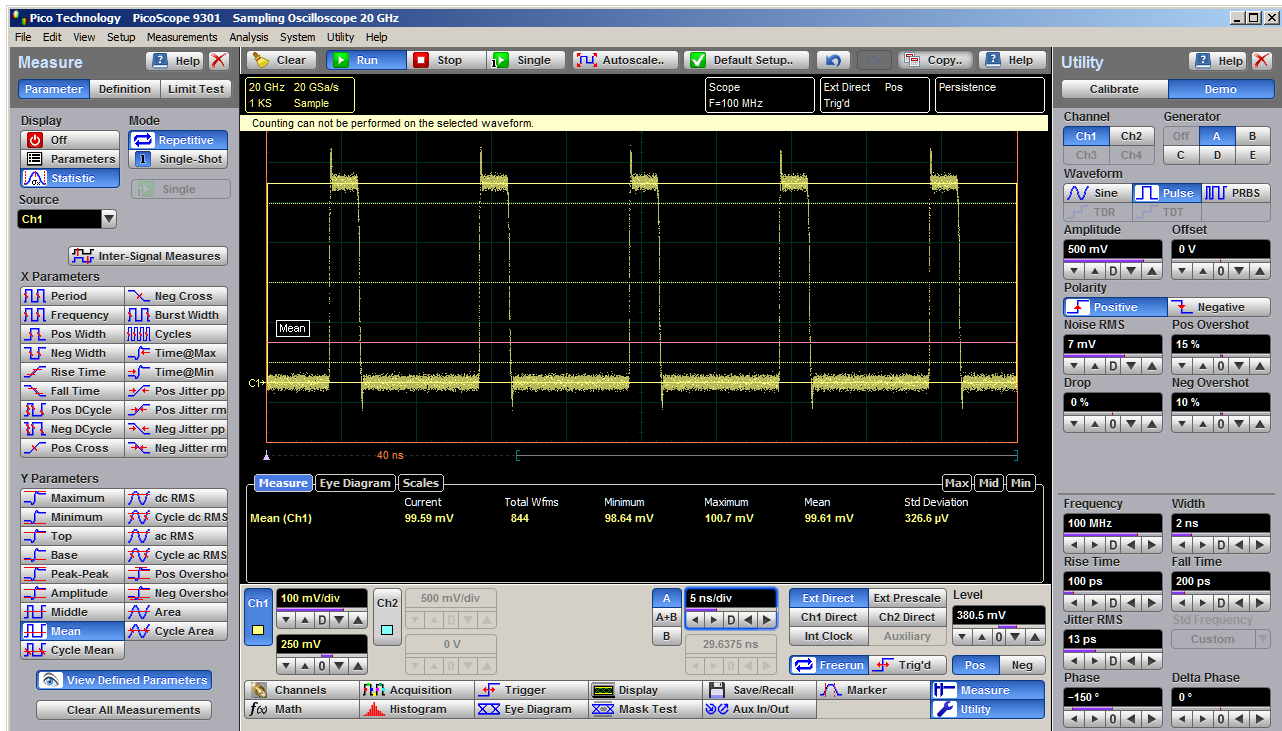 Pico Technology PicoScope 9301 Sampling Oscilloscope 20 GHz
File Edit View Setup Measurements Analysis System Utility Help
Measure Help
Parameter Definition Limit Test
Display Mode
Off Repetitive
Parameters 1 Single-Shot
Statistic
1 Single
Source
Ch1
Inter-Signal Measures
X Parameters
Period Neg Cross
Frequency Burst Width
Pos Width Cycles
Neg Width Time@Max
Rise Time Time@Min
Fall Time Pos Jitter pp
Pos DCycle Pos Jitter rm
Neg DCycle Neg Jitter pp
Pos Cross Neg Jitter rm
Y Parameters
Maximum dc RMS
Minimum Cycle dc RMS
Top ac RMS
Base Cycle ac RMS
Peak-Peak Pos Oversho
Amplitude Neg Oversho
Middle Area
Mean Cycle Area
Cycle Mean
View Defined Parameters
Clear All Measurements
Clear Run Stop 1 Single Autoscale.. Default Setup.. Copy.. Help
20 GHz 20 GSa/s
1 KS Sample
Scope
F=100 MHz
Ext Direct Pos
Trig'd
Persistence
Counting can not be performed on the selected waveform.
Mean
C1
40 ns
Measure Eye Diagram Scales Max Mid Min
Current Total Wfms Minimum Maximum Mean Std Deviation
Mean (Ch1) 99.59 mV 844 98.64 mV 100.7 mV 99.61 mV 326.6 µV
Ch1 100 mV/div
D
250 mV
0
Ch2 500 mV/div
D
0 V
0
A
A+B
B
5 ns/div
D
29.6375 ns
0
Ext Direct Ext Prescale
Ch1 Direct Ch2 Direct
Int Clock Auxiliary
Freerun Trig'd
Level
380.5 mV
0
Pos Neg
Channels Acquisition Trigger Display Save/Recall Marker Measure
f(x) Math Histogram Eye Diagram Mask Test Aux In/Out Utility
Utility Help
Calibrate Demo
Channel Generator
Ch1 Ch2 Off A B
Ch3 Ch4 C D E
Waveform
Sine Pulse PRBS
TDR TDT
Amplitude Offset
500 mV 0 V
D 0
Polarity
Positive Negative
Noise RMS Pos Overshot
7 mV 15 %
D 0
Drop Neg Overshot
0 % 10 %
0 0
Frequency Width
100 MHz 2 ns
D D
Rise Time Fall Time
100 ps 200 ps
D D
Jitter RMS Std Frequency
13 ps Custom
D
Phase Delta Phase
−150 ° 0 °
0 0